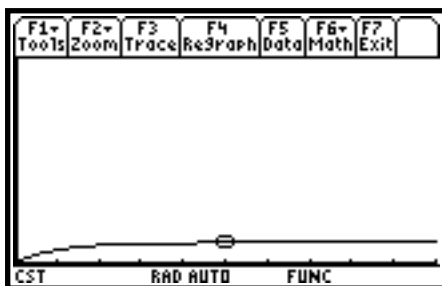 F1▾ F2▾ F3 F4 F5 F6▾ F7
Tools Zoom Trace ReGraph Data Math Exit
CST RAD AUTO FUNC